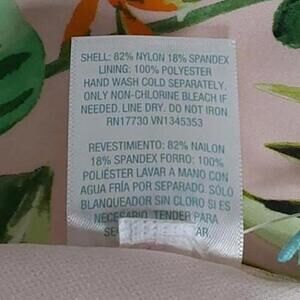 SHELL: 82% NYLON 18% SPANDEX
LINING: 100% POLYESTER
HAND WASH COLD SEPARATELY.
ONLY NON-CHLORINE BLEACH IF
NEEDED. LINE DRY. DO NOT IRON
RN17730 VN1345353
REVESTIMIENTO: 82% NAILON
18% SPANDEX FORRO: 100%
POLIÉSTER LAVAR A MANO CON
AGUA FRÍA POR SEPARADO. SÓLO
BLANQUEADOR SIN CLORO SI ES
NECESARIO. TENDER PARA